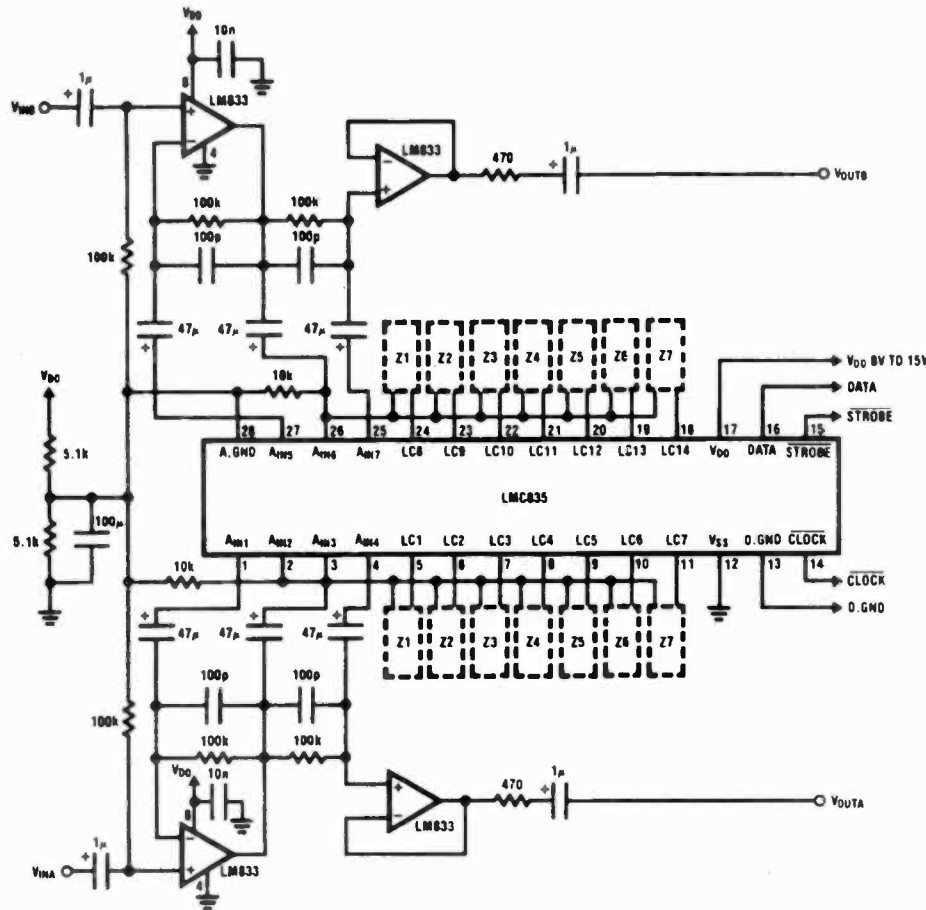 VDD
10n
1μ
8
LM833
VINB
4
LM833
470
1μ
VOUTB
100k
100k
100p
100p
100k
47μ
47μ
47μ
Z1 Z2 Z3 Z4 Z5 Z6 Z7
VDD 8V TO 15V
DATA
STROBE
10k
VDD
28 27 26 25 24 23 22 21 20 19 18 17 16 15
A.GND AIN5 AIN6 AIN7 LC8 LC9 LC10 LC11 LC12 LC13 LC14 VDD DATA STROBE
5.1k
LMC835
100μ
5.1k
AIN1 AIN2 AIN3 AIN4 LC1 LC2 LC3 LC4 LC5 LC6 LC7 VSS D.GND CLOCK
1 2 3 4 5 6 7 8 9 10 11 12 13 14
10k
CLOCK
D.GND
47μ
47μ
47μ
Z1 Z2 Z3 Z4 Z5 Z6 Z7
100p
100p
100k
100k
100k
VDD
10n
8
470
1μ
VOUTA
LM833
1μ
VINA
LM833
4